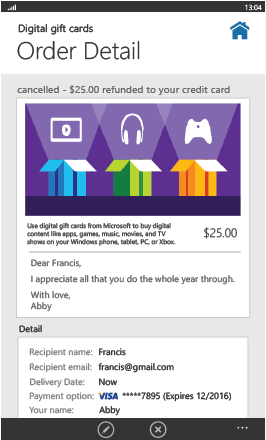 13:04
Digital gift cards
Order Detail
cancelled - $25.00 refunded to your credit card
Use digital gift cards from Microsoft to buy digital
content like apps, games, music, movies, and TV
shows on your Windows phone, tablet, PC, or Xbox.
$25.00
Dear Francis,
I appreciate all that you do the whole year through.
With love,
Abby
Detail
Recipient name: Francis
Recipient email: francis@gmail.com
Delivery Date: Now
Payment option: VISA *****7895 (Expires 12/2016)
Your name: Abby